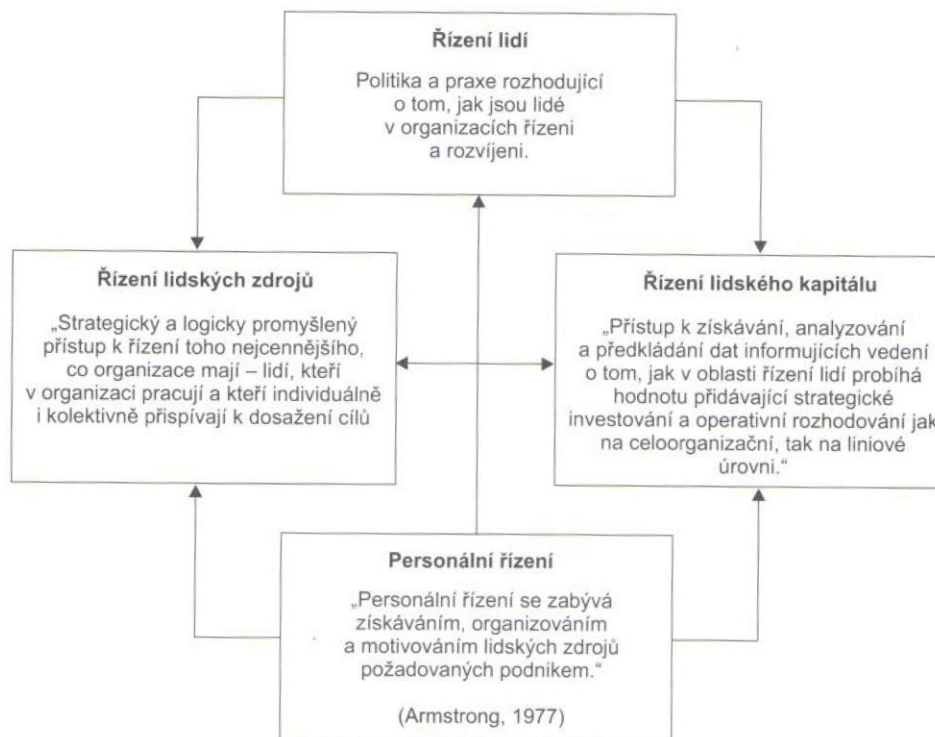 Řízení lidí
Politika a praxe rozhodující
o tom, jak jsou lidé
v organizacích řízeni
a rozvíjeni.
Řízení lidských zdrojů
„Strategický a logicky promyšlený
přístup k řízení toho nejcennějšího,
co organizace mají – lidí, kteří
v organizaci pracují a kteří individuálně
i kolektivně přispívají k dosažení cílů
Řízení lidského kapitálu
„Přístup k získávání, analyzování
a předkládání dat informujících vedení
o tom, jak v oblasti řízení lidí probíhá
hodnotu přidávající strategické
investování a operativní rozhodování jak
na celoorganizační, tak na liniové
úrovni.“
Personální řízení
„Personální řízení se zabývá
získáváním, organizováním
a motivováním lidských zdrojů
požadovaných podnikem.“
(Armstrong, 1977)